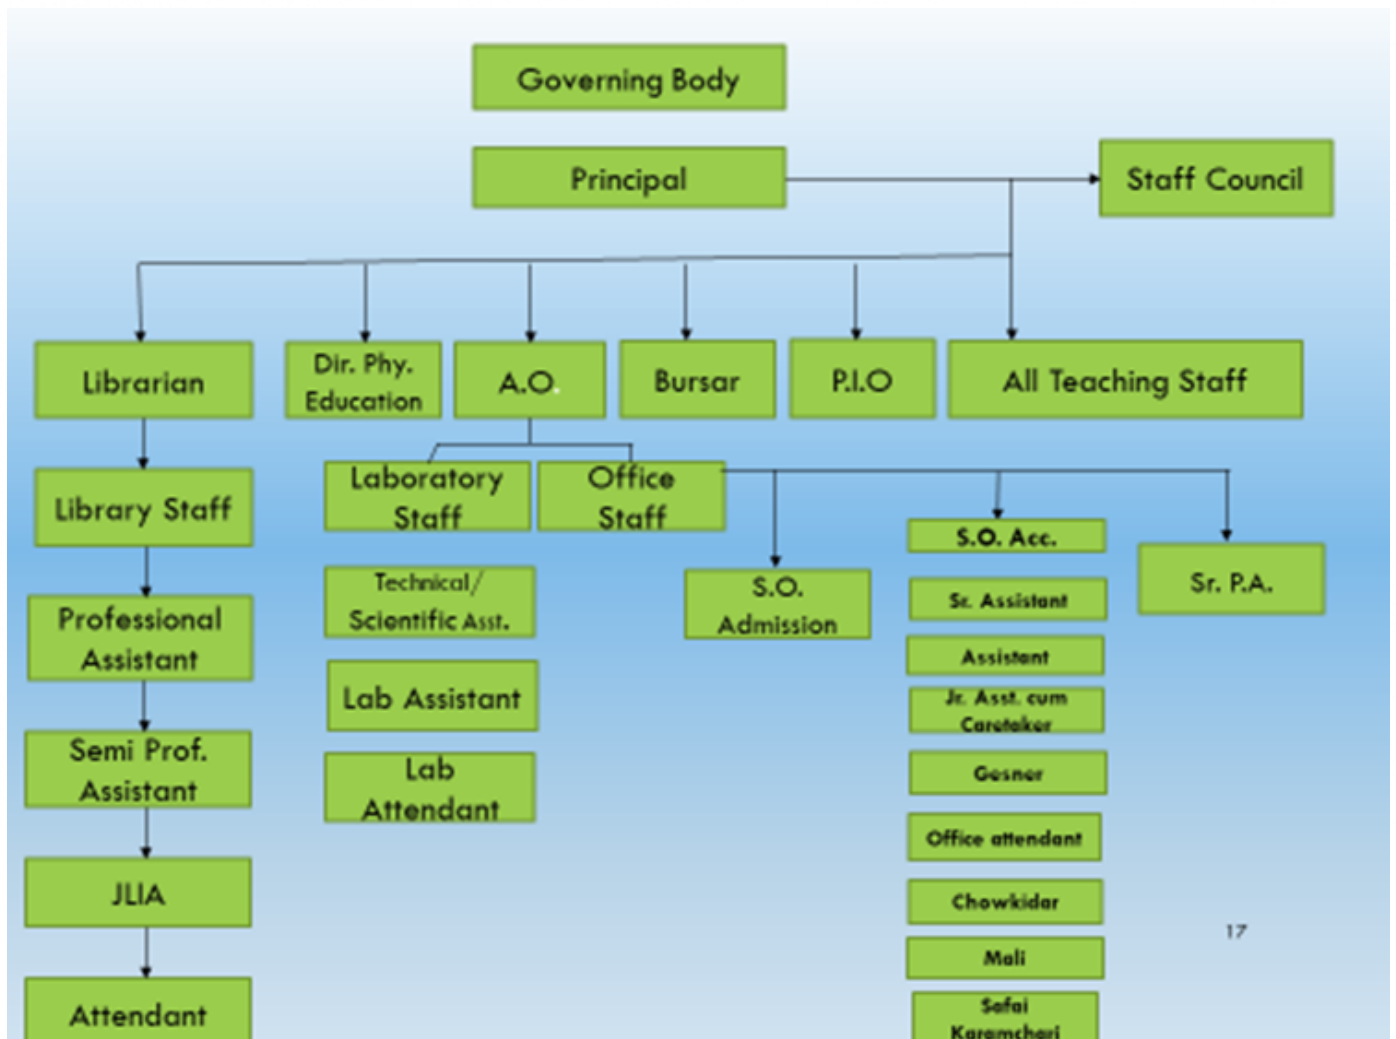 Governing Body
Principal
Staff Council
Librarian
Dir. Phy.
Education
A.O.
Bursar
P.I.O
All Teaching Staff
Library Staff
Laboratory
Staff
Office
Staff
S.O. Acc.
S.O.
Admission
Sr. P.A.
Technical/
Scientific Asst.
Sr. Assistant
Professional
Assistant
Assistant
Lab Assistant
Jr. Asst. cum
Caretaker
Semi Prof.
Assistant
Lab
Attendant
Gesner
Office attendant
JLIA
Chowkidar
17
Mali
Attendant
Safai
Karamchari